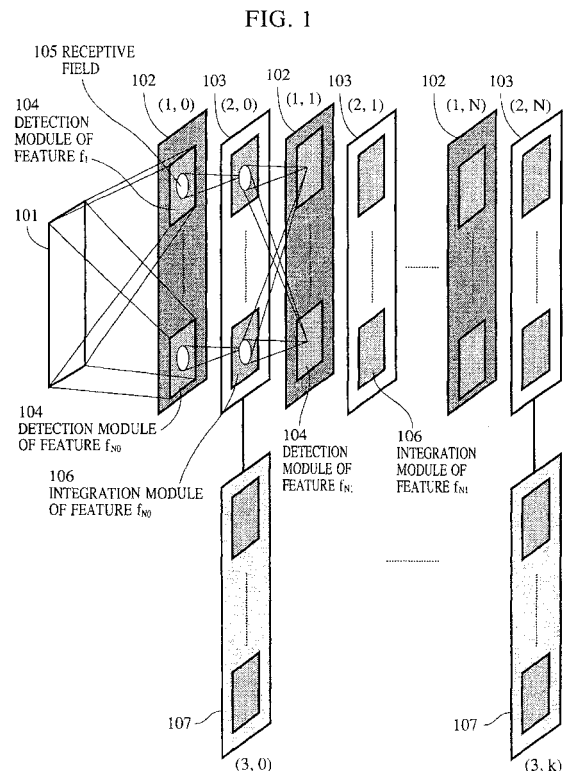 FIG. 1
105 RECEPTIVE
FIELD
102
103
102
103
102
103
(1, 0)
(2, 0)
(1, 1)
(2, 1)
(1, N)
(2, N)
104
DETECTION
MODULE OF
FEATURE f1
101
104
DETECTION MODULE
OF FEATURE fN0
106
INTEGRATION MODULE
OF FEATURE fN0
104
DETECTION
MODULE OF
FEATURE fN1
106
INTEGRATION
MODULE OF
FEATURE fN1
107
(3, 0)
107
(3, k)